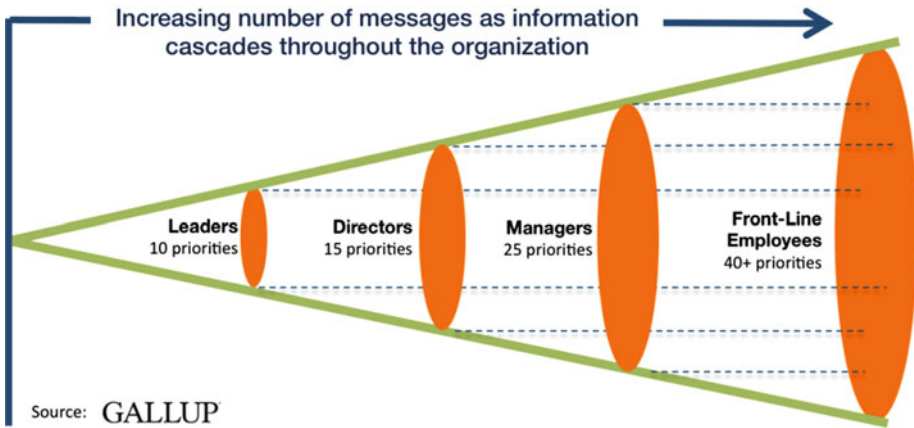 Increasing number of messages as information
cascades throughout the organization
Leaders
10 priorities
Directors
15 priorities
Managers
25 priorities
Front-Line
Employees
40+ priorities
Source: GALLUP